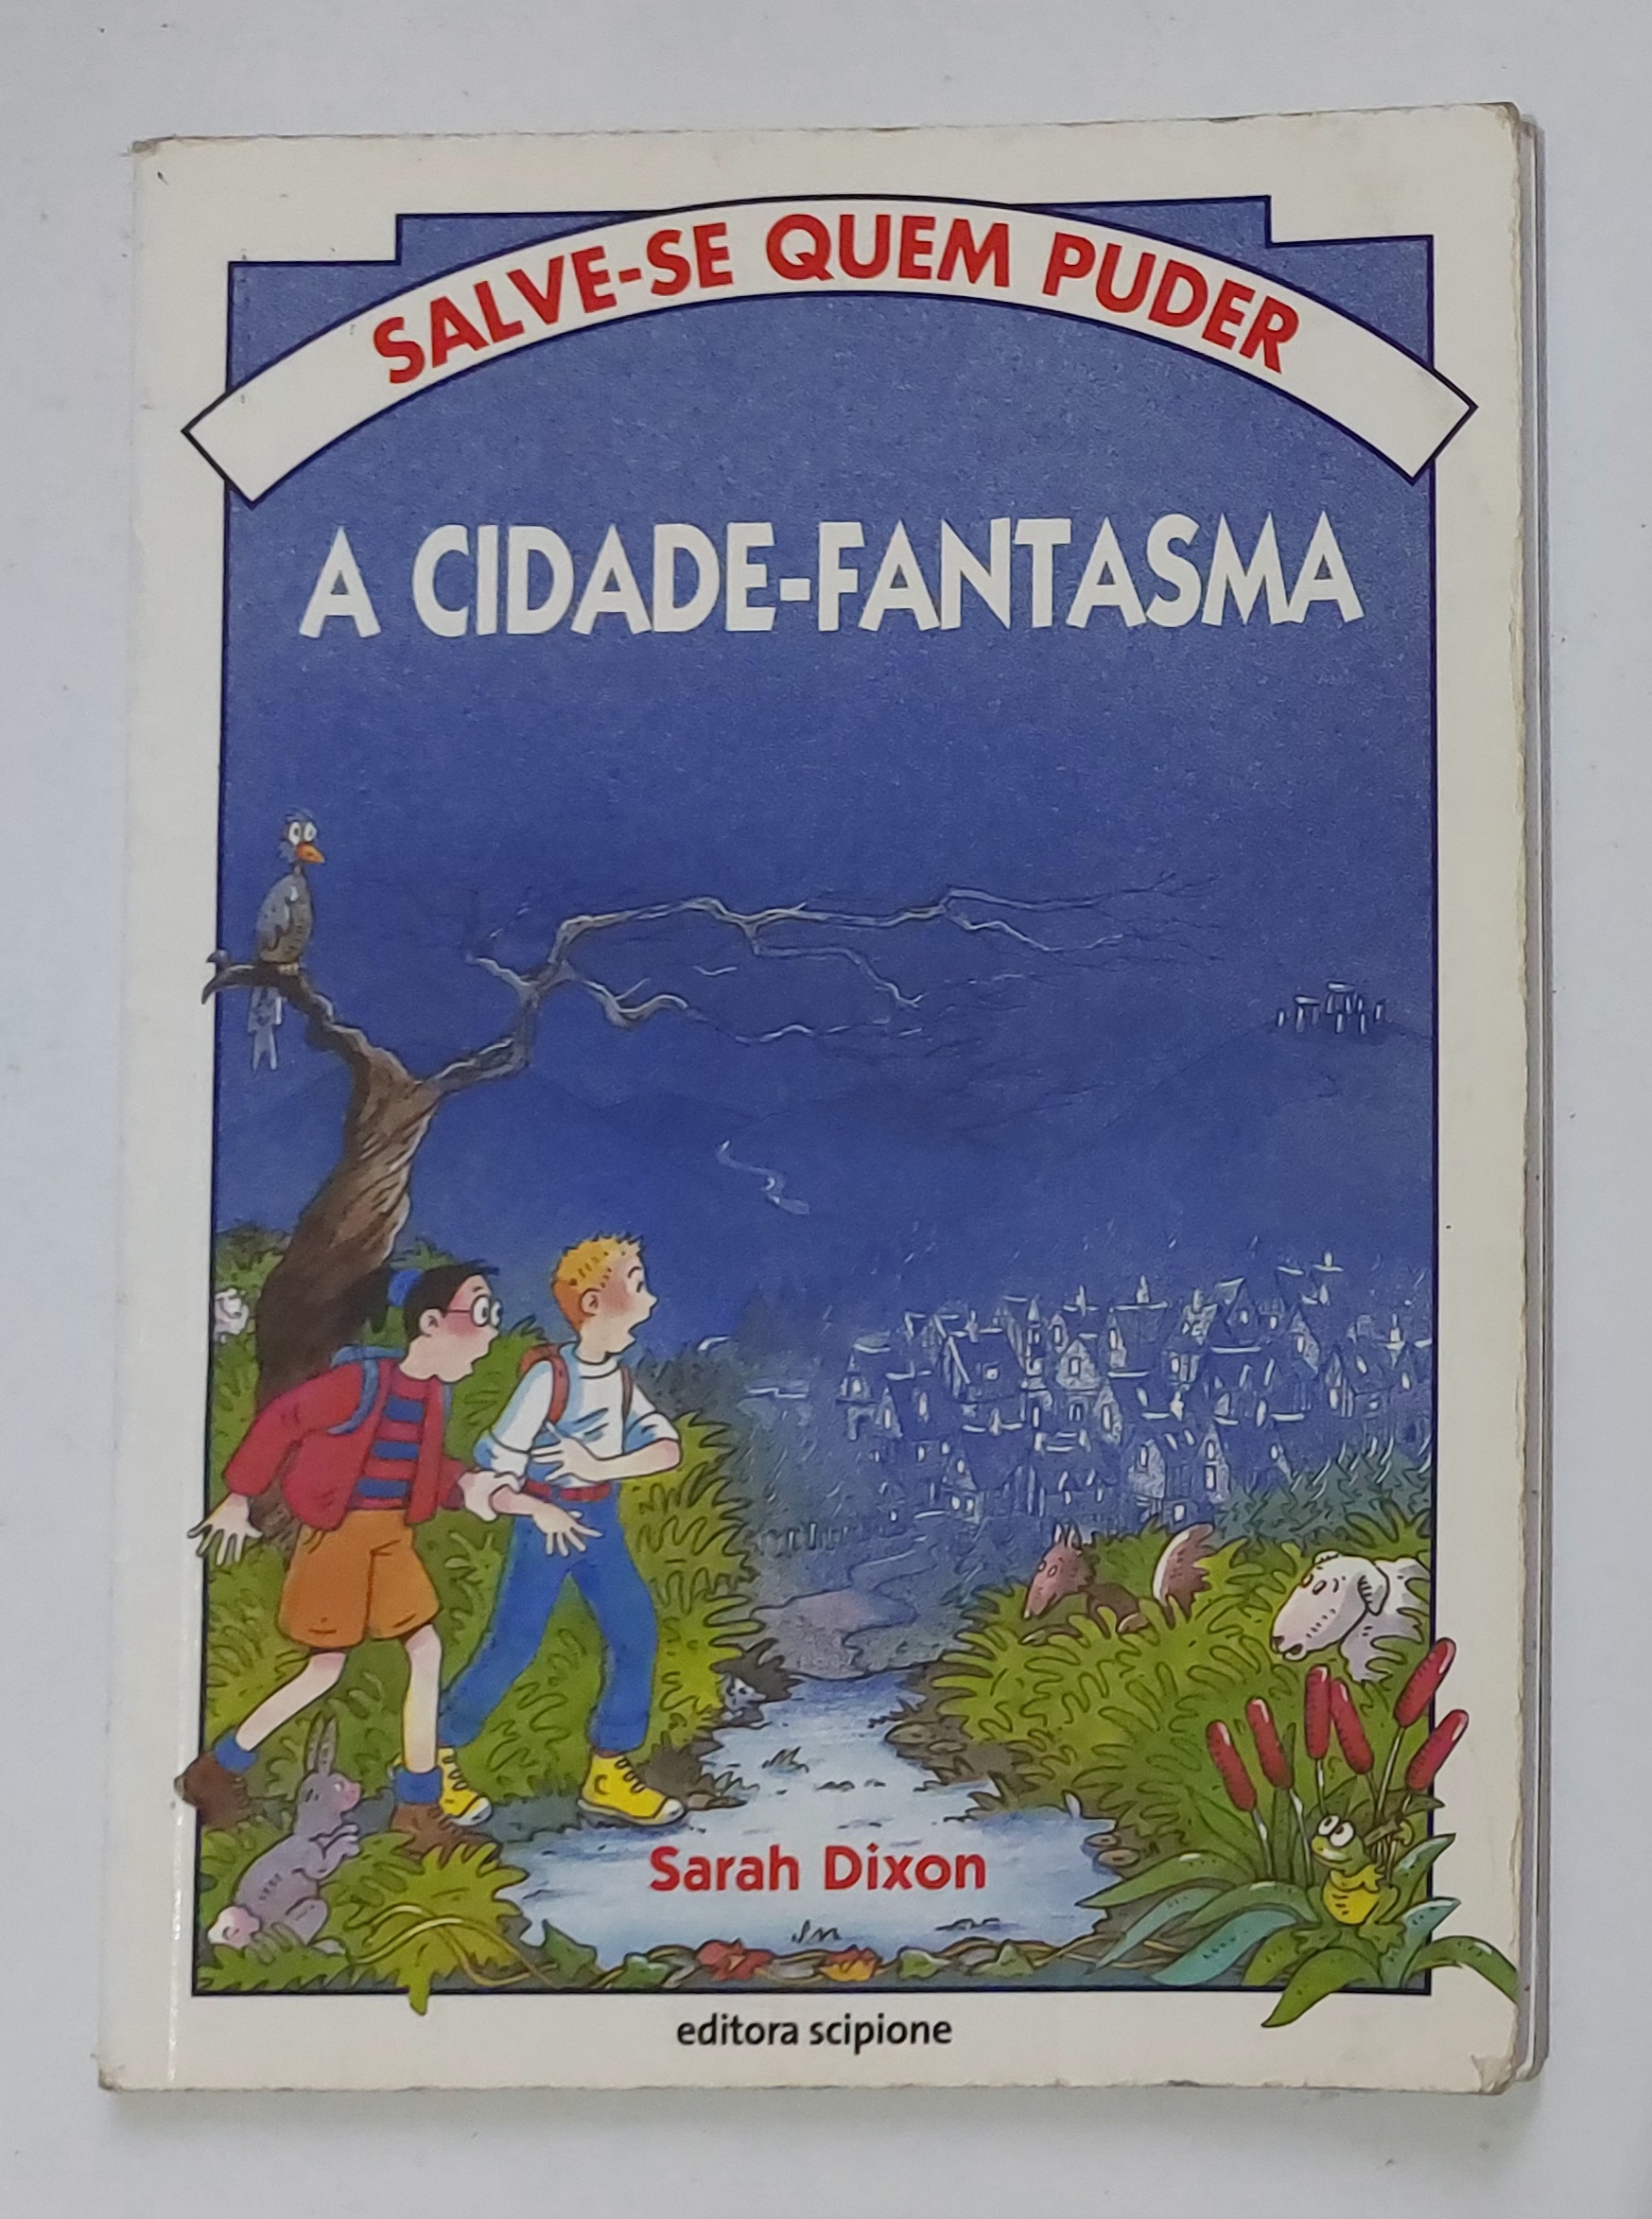 SALVE-SE QUEM PUDER
A CIDADE-FANTASMA
Sarah Dixon
editora scipione